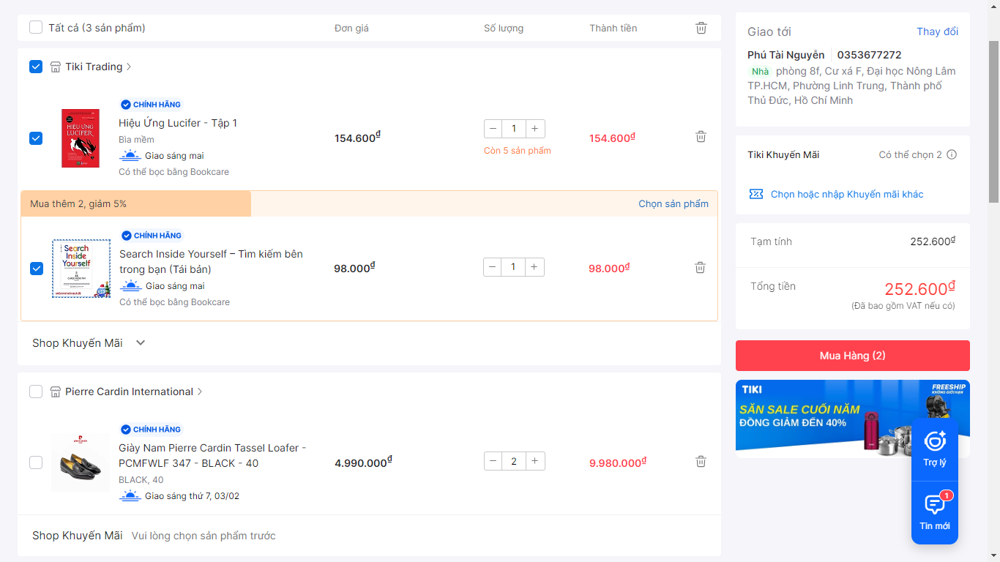 Tất cả (3 sản phẩm)
Đơn giá
Số lượng
Thành tiền
Tiki Trading
CHÍNH HÃNG
HIỆU ỨNG
LUCIFER
Hiệu Ứng Lucifer - Tập 1
Bìa mềm
Giao sáng mai
Có thể bọc bằng Bookcare
154.600₫
1
Còn 5 sản phẩm
154.600₫
Mua thêm 2, giảm 5%
Chọn sản phẩm
CHÍNH HÃNG
Search
Inside
Yourself
Search Inside Yourself – Tìm kiếm bên
trong bạn (Tái bản)
Giao sáng mai
Có thể bọc bằng Bookcare
98.000₫
1
98.000₫
Shop Khuyến Mãi
Pierre Cardin International
CHÍNH HÃNG
pierre cardin
Giày Nam Pierre Cardin Tassel Loafer -
PCMFWLF 347 - BLACK - 40
BLACK, 40
Giao sáng thứ 7, 03/02
4.990.000₫
2
9.980.000₫
Shop Khuyến Mãi Vui lòng chọn sản phẩm trước
Giao tới
Thay đổi
Phú Tài Nguyễn 0353677272
Nhà phòng 8f, Cư xá F, Đại học Nông Lâm
TP.HCM, Phường Linh Trung, Thành phố
Thủ Đức, Hồ Chí Minh
Tiki Khuyến Mãi
Có thể chọn 2
Chọn hoặc nhập Khuyến mãi khác
Tạm tính
252.600₫
Tổng tiền
252.600₫
(Đã bao gồm VAT nếu có)
Mua Hàng (2)
TIKI
FREESHIP
KHÔNG GIỚI HẠN
SĂN SALE CUỐI NĂM
ĐỒNG GIẢM ĐẾN 40%
Trợ lý
1
Tin mới